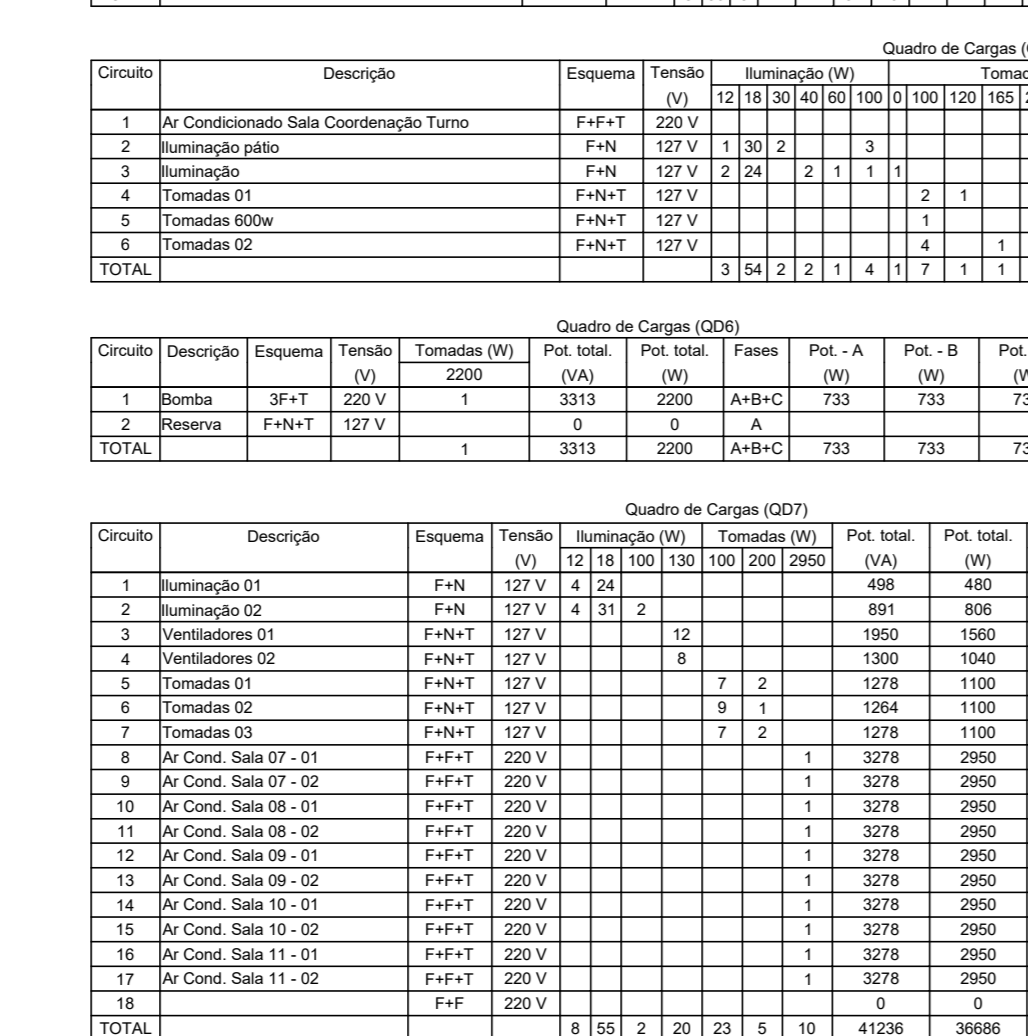 Quadro de Cargas (
Circuito Descrição Esquema Tensão Iluminação (W) Tomad
(V) 12 18 30 40 60 100 0 100 120 165
1 Ar Condicionado Sala Coordenação Turno F+F+T 220 V
2 Iluminação pátio F+N 127 V 1 30 2 3
3 Iluminação F+N 127 V 2 24 2 1 1 1
4 Tomadas 01 F+N+T 127 V 2 1
5 Tomadas 600w F+N+T 127 V 1
6 Tomadas 02 F+N+T 127 V 4 1
TOTAL 3 54 2 2 1 4 1 7 1 1
Quadro de Cargas (QD6)
Circuito Descrição Esquema Tensão Tomadas (W) Pot. total. Pot. total. Fases Pot. - A Pot. - B Pot.
(V) 2200 (VA) (W) (W) (W) (W
1 Bomba 3F+T 220 V 1 3313 2200 A+B+C 733 733 73
2 Reserva F+N+T 127 V 0 0 A
TOTAL 1 3313 2200 A+B+C 733 733 73
Quadro de Cargas (QD7)
Circuito Descrição Esquema Tensão Iluminação (W) Tomadas (W) Pot. total. Pot. total.
(V) 12 18 100 130 100 200 2950 (VA) (W)
1 Iluminação 01 F+N 127 V 4 24 498 480
2 Iluminação 02 F+N 127 V 4 31 2 891 806
3 Ventiladores 01 F+N+T 127 V 12 1950 1560
4 Ventiladores 02 F+N+T 127 V 8 1300 1040
5 Tomadas 01 F+N+T 127 V 7 2 1278 1100
6 Tomadas 02 F+N+T 127 V 9 1 1264 1100
7 Tomadas 03 F+N+T 127 V 7 2 1278 1100
8 Ar Cond. Sala 07 - 01 F+F+T 220 V 1 3278 2950
9 Ar Cond. Sala 07 - 02 F+F+T 220 V 1 3278 2950
10 Ar Cond. Sala 08 - 01 F+F+T 220 V 1 3278 2950
11 Ar Cond. Sala 08 - 02 F+F+T 220 V 1 3278 2950
12 Ar Cond. Sala 09 - 01 F+F+T 220 V 1 3278 2950
13 Ar Cond. Sala 09 - 02 F+F+T 220 V 1 3278 2950
14 Ar Cond. Sala 10 - 01 F+F+T 220 V 1 3278 2950
15 Ar Cond. Sala 10 - 02 F+F+T 220 V 1 3278 2950
16 Ar Cond. Sala 11 - 01 F+F+T 220 V 1 3278 2950
17 Ar Cond. Sala 11 - 02 F+F+T 220 V 1 3278 2950
18 F+F 220 V 0 0
TOTAL 8 55 2 20 23 5 10 41236 36686